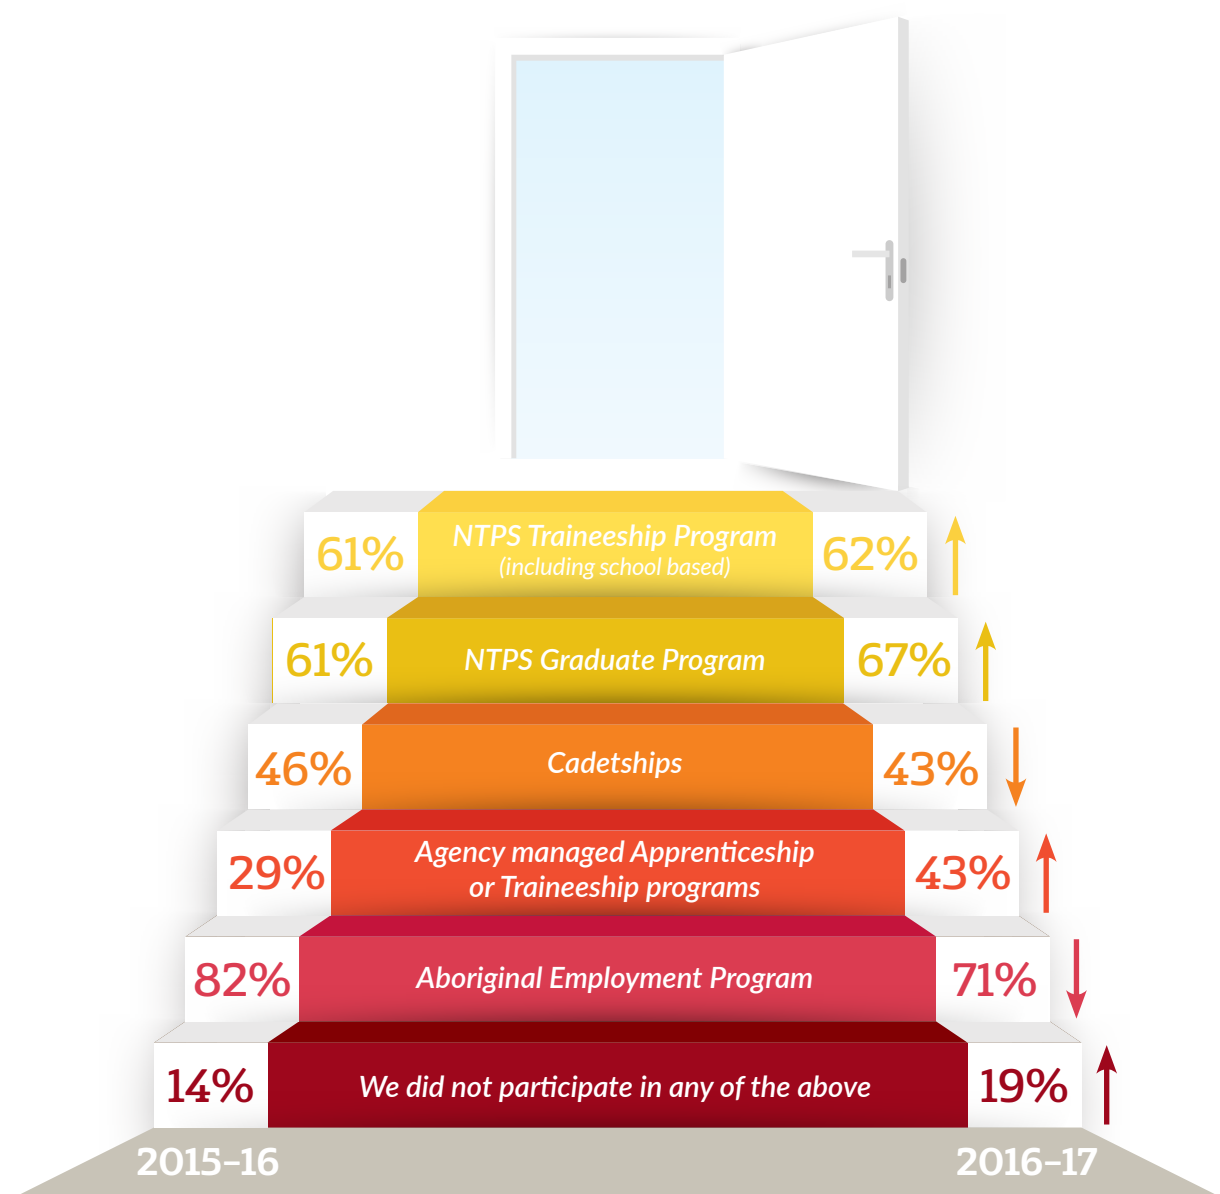 61%
NTPS Traineeship Program
(including school based)
62%
61%
NTPS Graduate Program
67%
46%
Cadetships
43%
29%
Agency managed Apprenticeship
or Traineeship programs
43%
82%
Aboriginal Employment Program
71%
14%
We did not participate in any of the above
19%
2015–16
2016–17